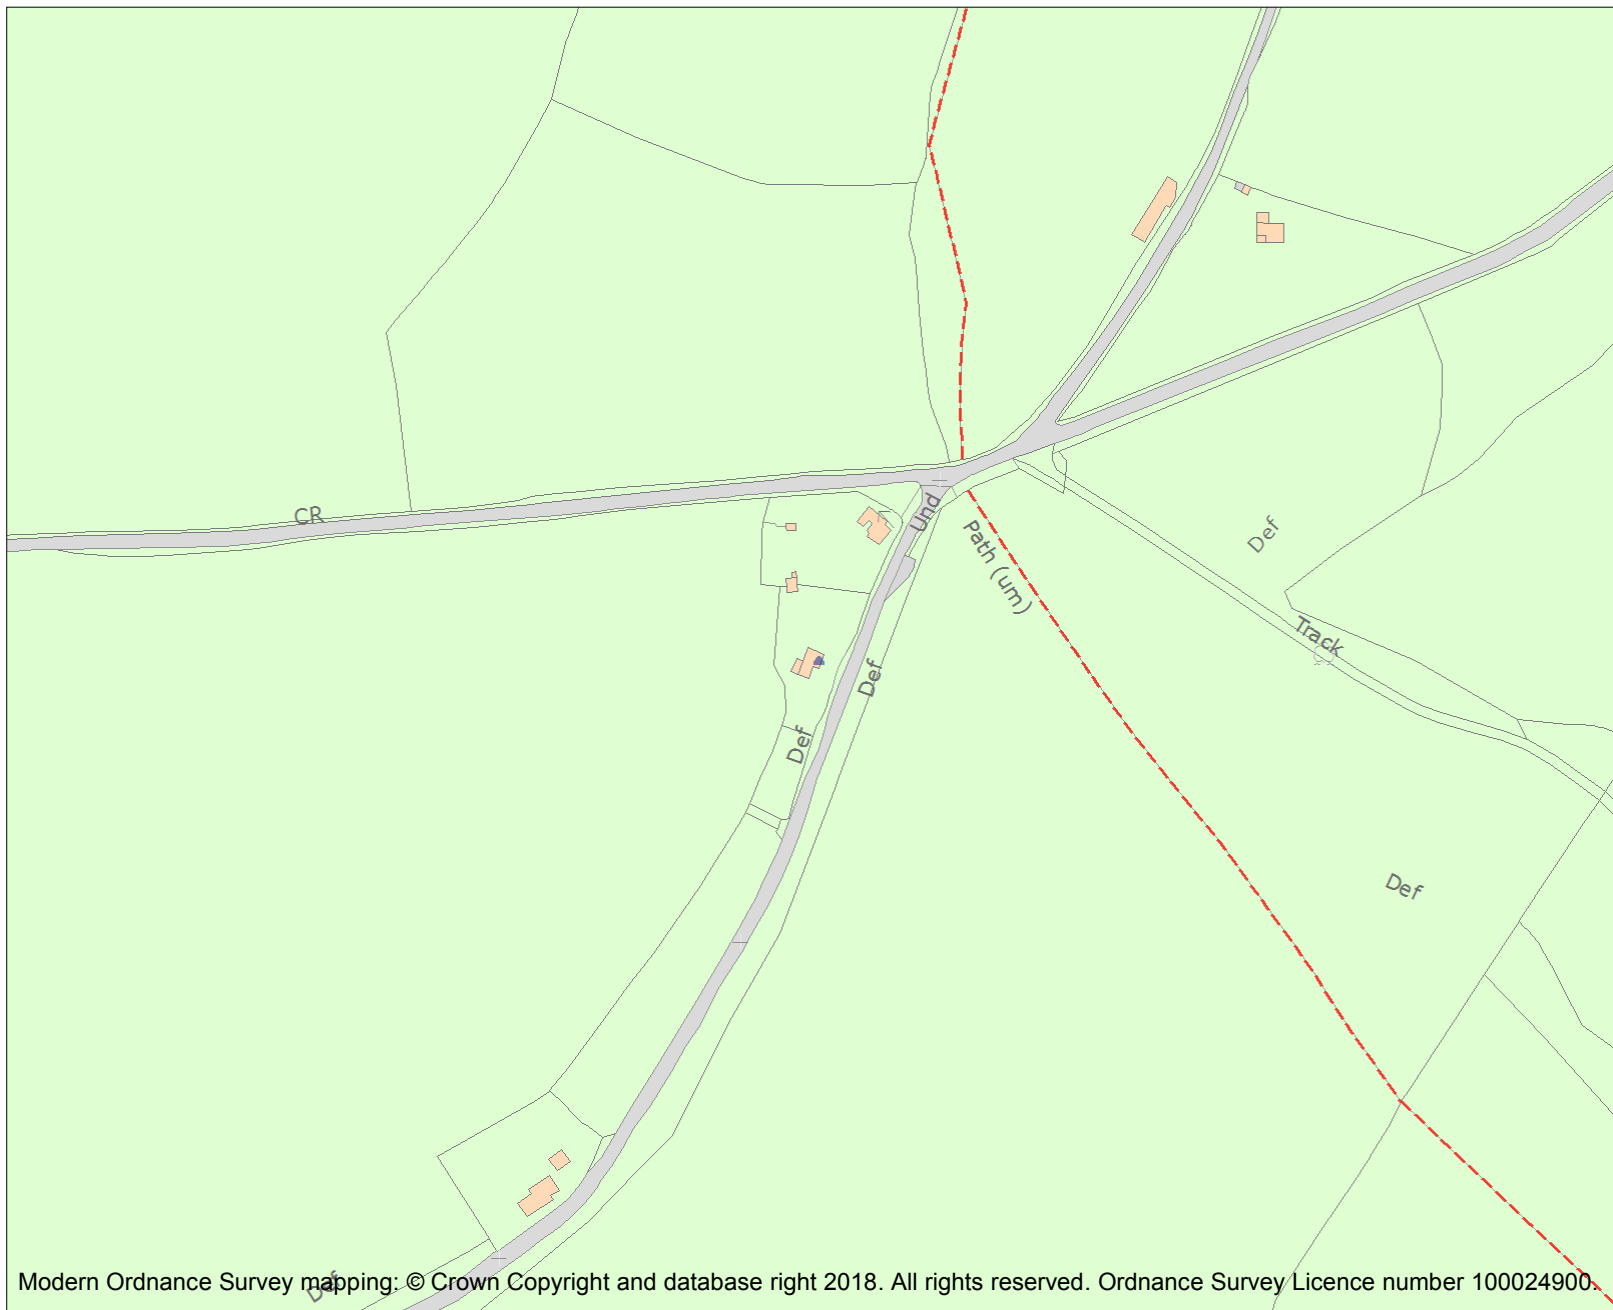 CR
Und
Path (um)
Def
Track
Def
Def
Def
Def
Modern Ordnance Survey mapping: © Crown Copyright and database right 2018. All rights reserved. Ordnance Survey Licence number 100024900.